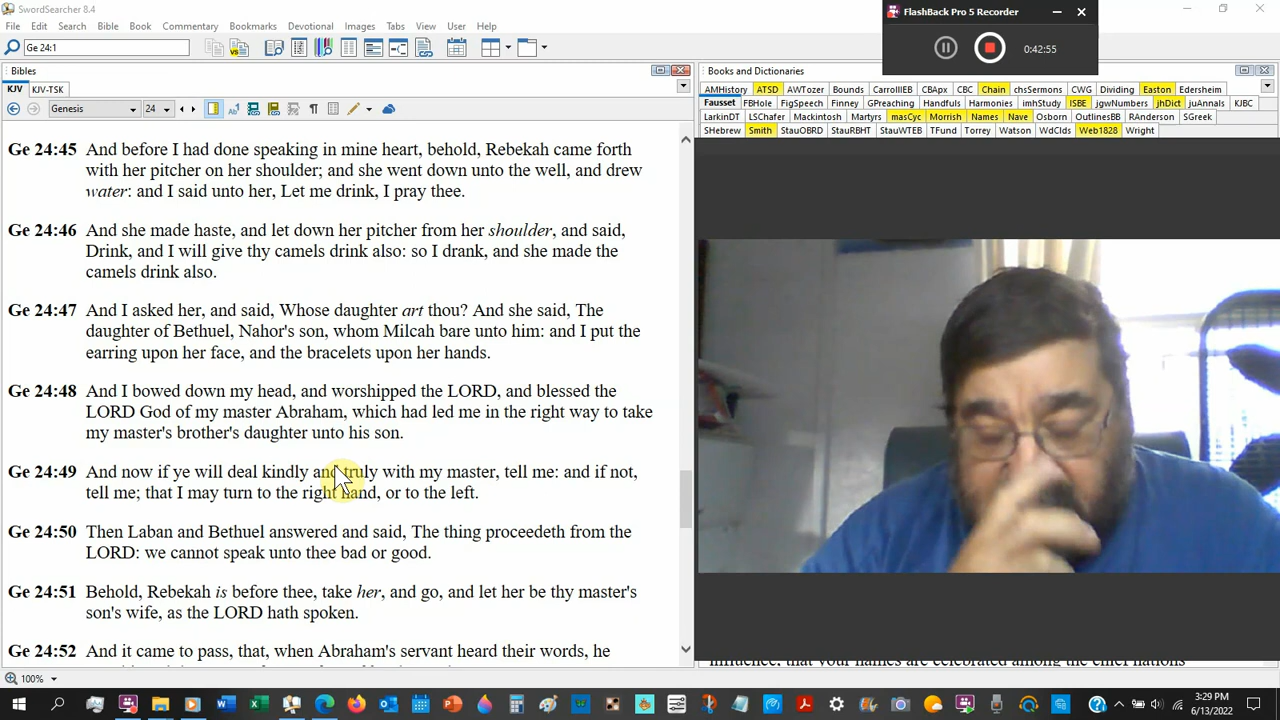 SwordSearcher 8.4
FlashBack Pro 5 Recorder
File Edit Search Bible Book Commentary Bookmarks Devotional Images Tabs View User Help
Ge 24:1
0:42:55
Bibles
Books and Dictionaries
KJV KJV-TSK
AMHistory ATSD AWTozer Bounds CarrollIEB CBApx CBC Chain chsSermons CWG Dividing Easton Edersheim
Fausset FBHole FigSpeech Finney GPreaching Handfuls Harmonies imhStudy ISBE jgwNumbers jhDict juAnnals KJBC
Genesis 24
LarkinDT LSChafer Mackintosh Martyrs masCyc Morrish Names Nave Osborn OutlinesBB RAnderson SGreek
SHebrew Smith StauOBRD StauRBHT StauWTEB TFund Torrey Watson WdClds Web1828 Wright
Ge 24:45 And before I had done speaking in mine heart, behold, Rebekah came forth
with her pitcher on her shoulder; and she went down unto the well, and drew
water: and I said unto her, Let me drink, I pray thee.
Ge 24:46 And she made haste, and let down her pitcher from her shoulder, and said,
Drink, and I will give thy camels drink also: so I drank, and she made the
camels drink also.
Ge 24:47 And I asked her, and said, Whose daughter art thou? And she said, The
daughter of Bethuel, Nahor's son, whom Milcah bare unto him: and I put the
earring upon her face, and the bracelets upon her hands.
Ge 24:48 And I bowed down my head, and worshipped the LORD, and blessed the
LORD God of my master Abraham, which had led me in the right way to take
my master's brother's daughter unto his son.
Ge 24:49 And now if ye will deal kindly and truly with my master, tell me: and if not,
tell me; that I may turn to the right hand, or to the left.
Ge 24:50 Then Laban and Bethuel answered and said, The thing proceedeth from the
LORD: we cannot speak unto thee bad or good.
Ge 24:51 Behold, Rebekah is before thee, take her, and go, and let her be thy master's
son's wife, as the LORD hath spoken.
Ge 24:52 And it came to pass, that, when Abraham's servant heard their words, he
influence, that your names are celebrated among the chief nations
100%
3:29 PM
6/13/2022